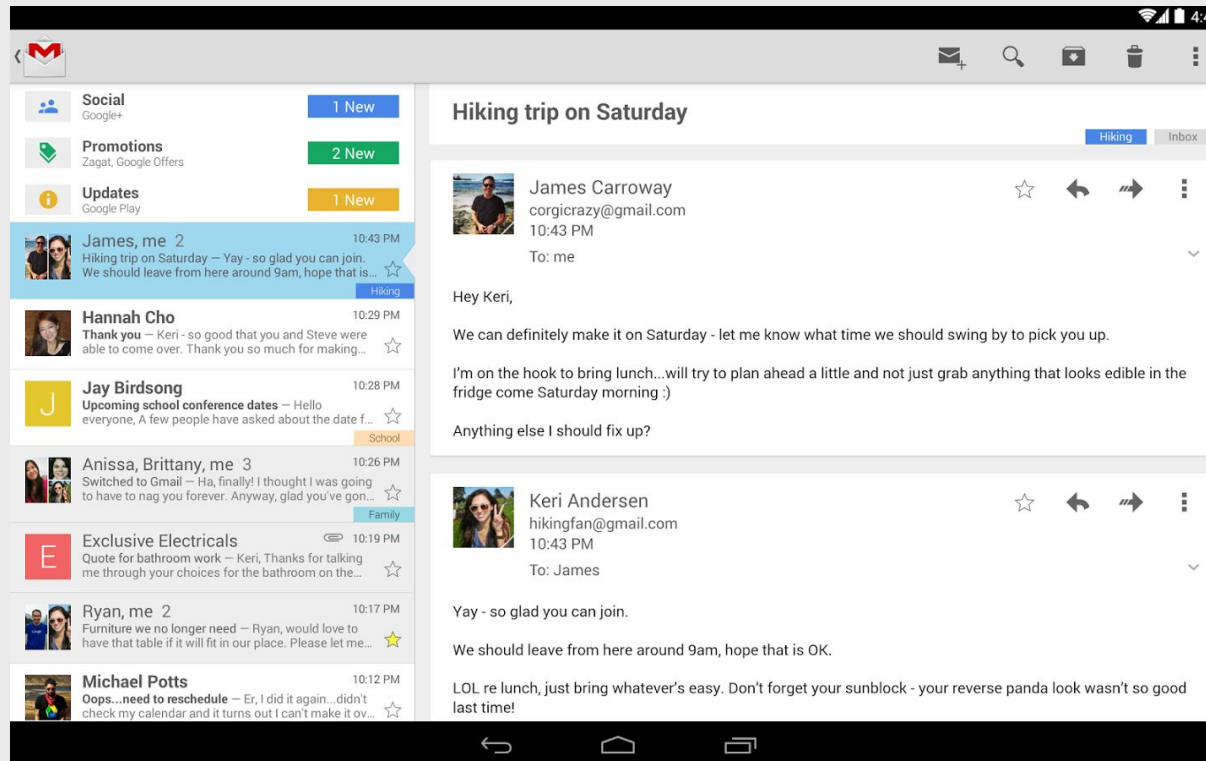 4:4
Social
Google+
1 New
Promotions
Zagat, Google Offers
2 New
Updates
Google Play
1 New
James, me 2
10:43 PM
Hiking trip on Saturday — Yay - so glad you can join.
We should leave from here around 9am, hope that is...
Hiking
Hannah Cho
10:29 PM
Thank you — Keri - so good that you and Steve were
able to come over. Thank you so much for making...
J
Jay Birdsong
10:28 PM
Upcoming school conference dates — Hello
everyone, A few people have asked about the date f...
School
Anissa, Brittany, me 3
10:26 PM
Switched to Gmail — Ha, finally! I thought I was going
to have to nag you forever. Anyway, glad you've gon...
Family
E
Exclusive Electricals
10:19 PM
Quote for bathroom work — Keri, Thanks for talking
me through your choices for the bathroom on the...
Ryan, me 2
10:17 PM
Furniture we no longer need — Ryan, would love to
have that table if it will fit in our place. Please let me...
Michael Potts
10:12 PM
Oops...need to reschedule — Er, I did it again...didn't
check my calendar and it turns out I can't make it ov...
Hiking trip on Saturday
Hiking
Inbox
James Carroway
corgicrazy@gmail.com
10:43 PM
To: me
Hey Keri,
We can definitely make it on Saturday - let me know what time we should swing by to pick you up.
I'm on the hook to bring lunch...will try to plan ahead a little and not just grab anything that looks edible in the
fridge come Saturday morning :)
Anything else I should fix up?
Keri Andersen
hikingfan@gmail.com
10:43 PM
To: James
Yay - so glad you can join.
We should leave from here around 9am, hope that is OK.
LOL re lunch, just bring whatever's easy. Don't forget your sunblock - your reverse panda look wasn't so good
last time!